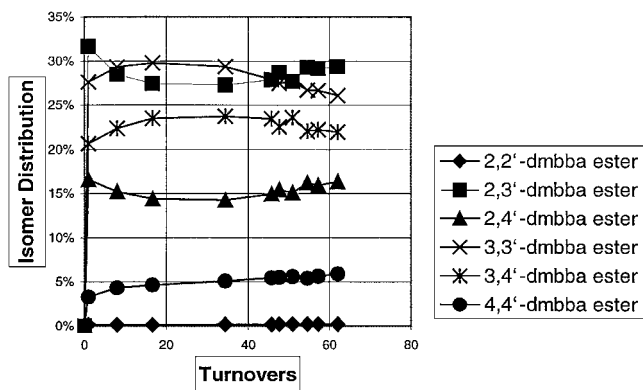 35%
30%
25%
20%
15%
10%
5%
0%
Isomer Distribution
0
20
40
60
80
Turnovers
2,2'-dmbba ester
2,3'-dmbba ester
2,4'-dmbba ester
3,3'-dmbba ester
3,4'-dmbba ester
4,4'-dmbba ester